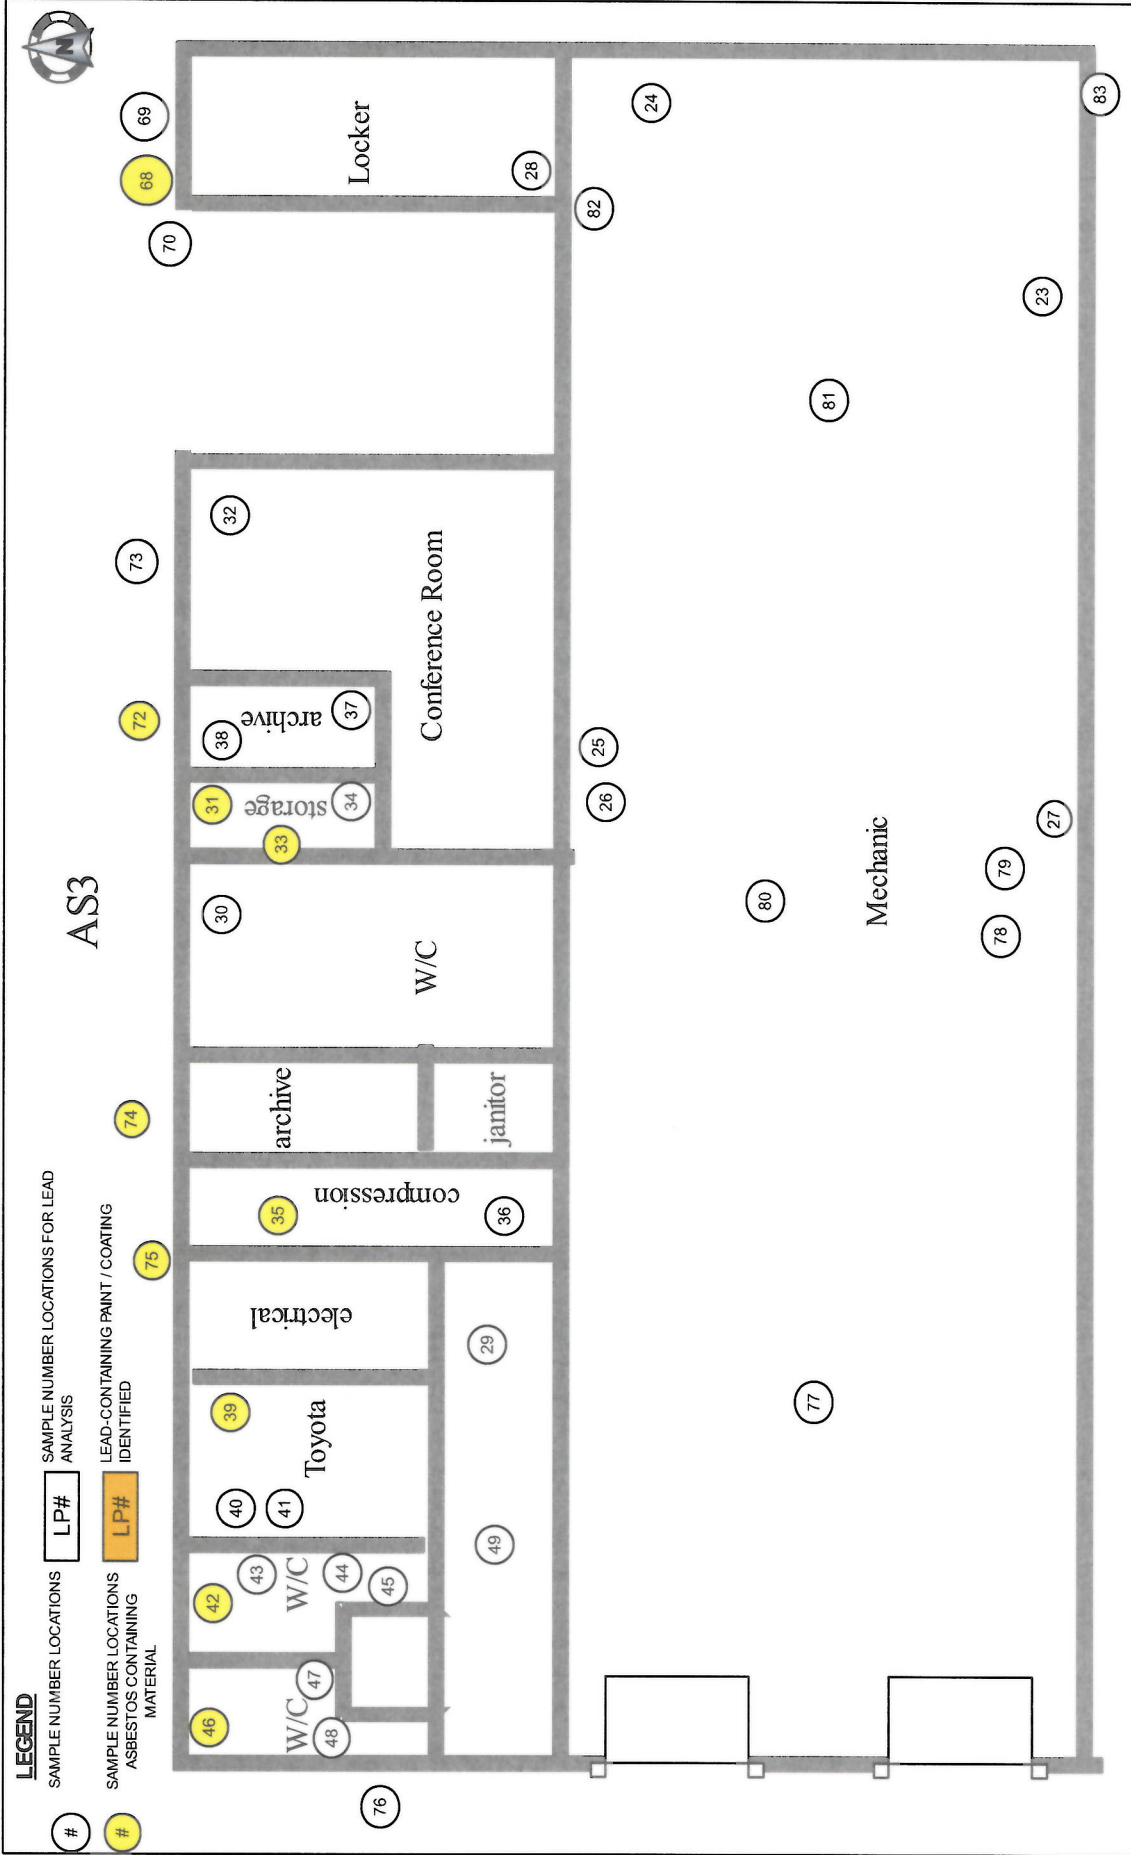 LEGEND
# SAMPLE NUMBER LOCATIONS
LP# SAMPLE NUMBER LOCATIONS FOR LEAD
ANALYSIS
# SAMPLE NUMBER LOCATIONS
ASBESTOS CONTAINING
MATERIAL
LP# LEAD-CONTAINING PAINT / COATING
IDENTIFIED
AS3
N
76
75
74
72
73
70
68
69
46
W/C
48
47
42
43
W/C
44
45
40
41
39
Toyota
electrical
35
compression
36
archive
janitor
30
W/C
33
31
storage
34
38
archive
37
32
Conference Room
Locker
28
49
29
26
25
82
24
77
80
81
Mechanic
78
79
27
23
83